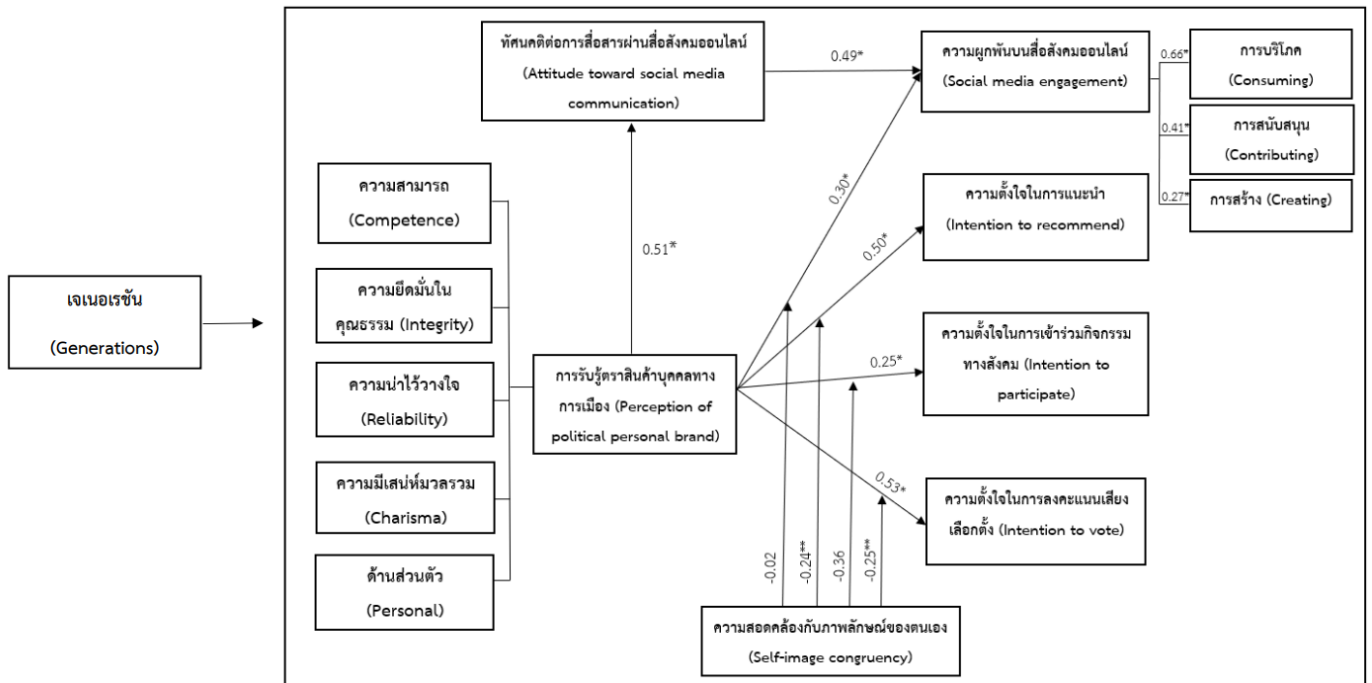 ทัศนคติต่อการสื่อสารผ่านสื่อสังคมออนไลน์
(Attitude toward social media
communication)
0.49*
ความผูกพันบนสื่อสังคมออนไลน์
(Social media engagement)
0.66*
การบริโภค
(Consuming)
0.41*
การสนับสนุน
(Contributing)
0.27*
การสร้าง (Creating)
ความสามารถ
(Competence)
0.51*
0.30*
0.50*
ความตั้งใจในการแนะนำ
(Intention to recommend)
เจเนอเรชัน
(Generations)
ความยึดมั่นใน
คุณธรรม (Integrity)
ความน่าไว้วางใจ
(Reliability)
การรับรู้ตราสินค้าบุคคลทาง
การเมือง (Perception of
political personal brand)
0.25*
ความตั้งใจในการเข้าร่วมกิจกรรม
ทางสังคม (Intention to
participate)
ความมีเสน่ห์มวลรวม
(Charisma)
0.53*
ความตั้งใจในการลงคะแนนเสียง
เลือกตั้ง (Intention to vote)
ด้านส่วนตัว
(Personal)
-0.02
-0.24**
-0.36
-0.25**
ความสอดคล้องกับภาพลักษณ์ของตนเอง
(Self-image congruency)